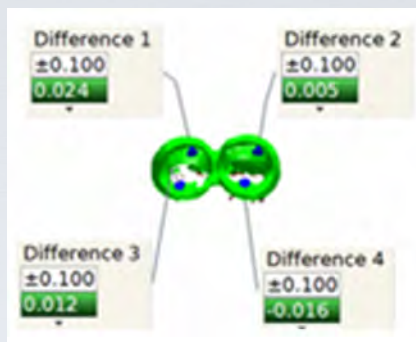 Difference 1
±0.100
0.024
Difference 2
±0.100
0.005
Difference 3
±0.100
0.012
Difference 4
±0.100
-0.016